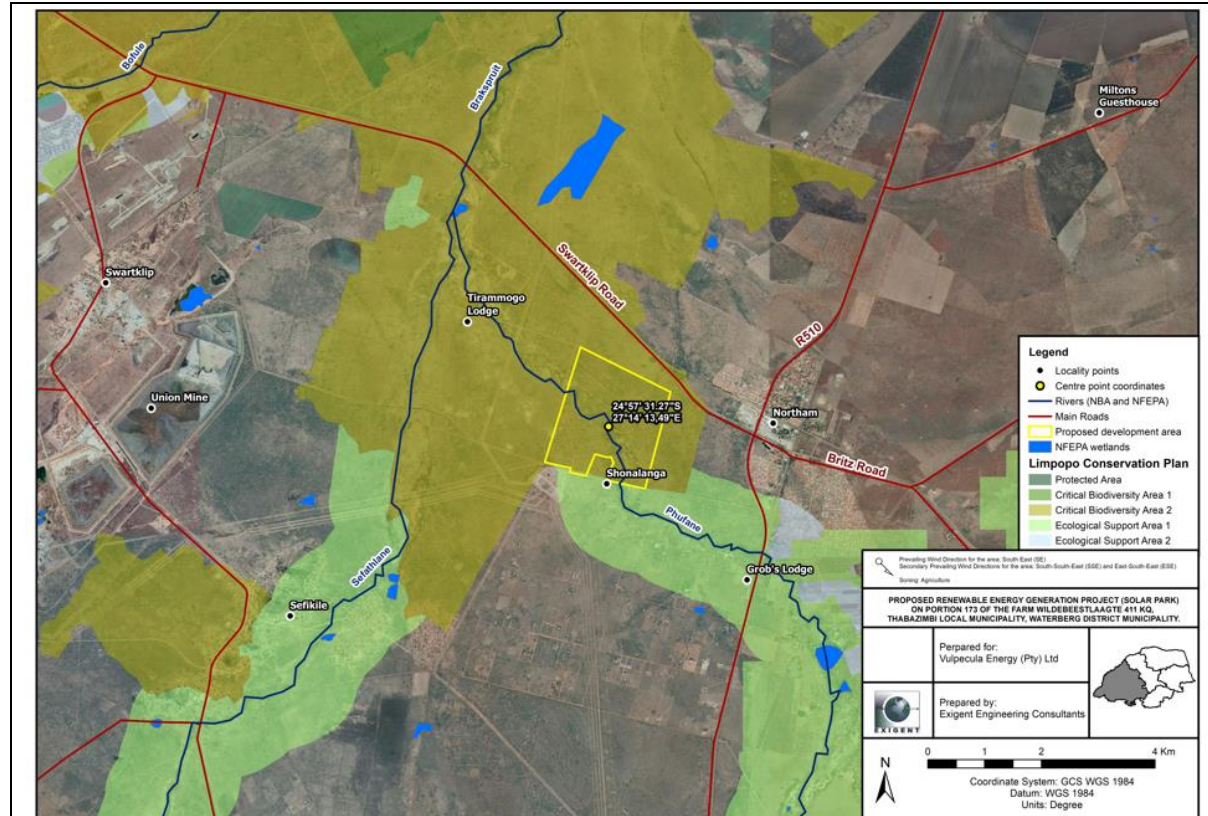 Bofule
Brakspruit
Miltons
Guesthouse
Swartklip
Tirammogo
Lodge
Swartklip Road
R510
Union Mine
24°57' 31.27"S
27°14' 13,49"E
Northam
Britz Road
Shonalanga
Phufane
Sefathlane
Grob's Lodge
Sefikile
Legend
Locality points
Centre point coordinates
Rivers (NBA and NFEPA)
Main Roads
Proposed development area
NFEPA wetlands
Limpopo Conservation Plan
Protected Area
Critical Biodiversity Area 1
Critical Biodiversity Area 2
Ecological Support Area 1
Ecological Support Area 2
Prevailing Wind Direction for the area: South East (SE)
Secondary Prevailing Wind Directions for the area: South-South-East (SSE) and East-South-East (ESE)
Soning: Agriculture
PROPOSED RENEWABLE ENERGY GENERATION PROJECT (SOLAR PARK)
ON PORTION 173 OF THE FARM WILDEBEESTLAAGTE 411 KQ,
THABAZIMBI LOCAL MUNICIPALITY, WATERBERG DISTRICT MUNICIPALITY.
Prepared for:
Vulpecula Energy (Pty) Ltd
EXIGENT
Prepared by:
Exigent Engineering Consultants
N
0 1 2 4 Km
Coordinate System: GCS WGS 1984
Datum: WGS 1984
Units: Degree